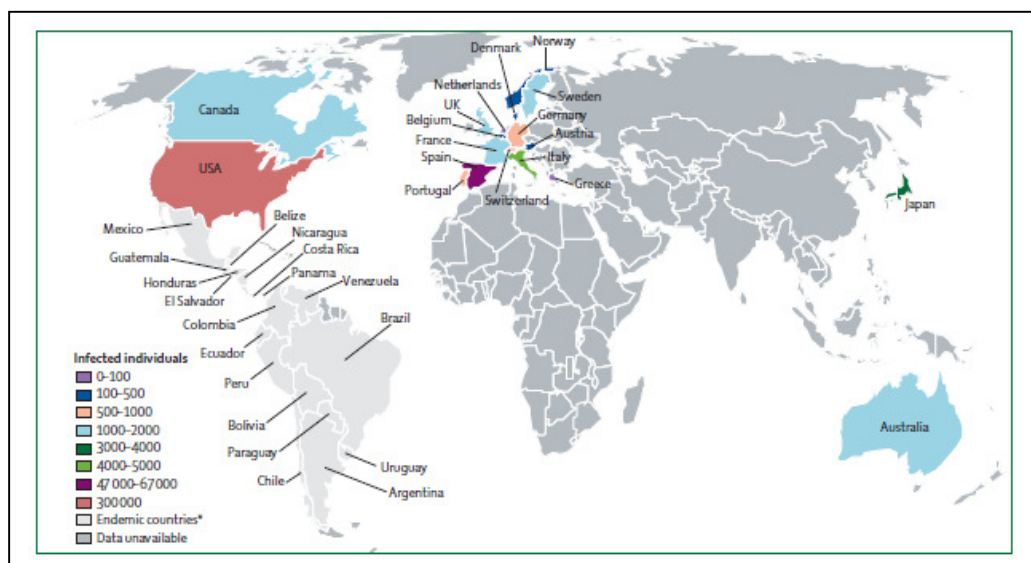 Norway
Denmark
Netherlands
Sweden
UK
Germany
Belgium
Austria
France
Italy
Spain
Portugal
Switzerland
Greece
Canada
USA
Japan
Mexico
Belize
Nicaragua
Guatemala
Costa Rica
Honduras
Panama
El Salvador
Venezuela
Colombia
Brazil
Ecuador
Peru
Bolivia
Paraguay
Uruguay
Chile
Argentina
Australia
Infected individuals
0–100
100–500
500–1000
1000–2000
3000–4000
4000–5000
47 000–67 000
300 000
Endemic countries*
Data unavailable